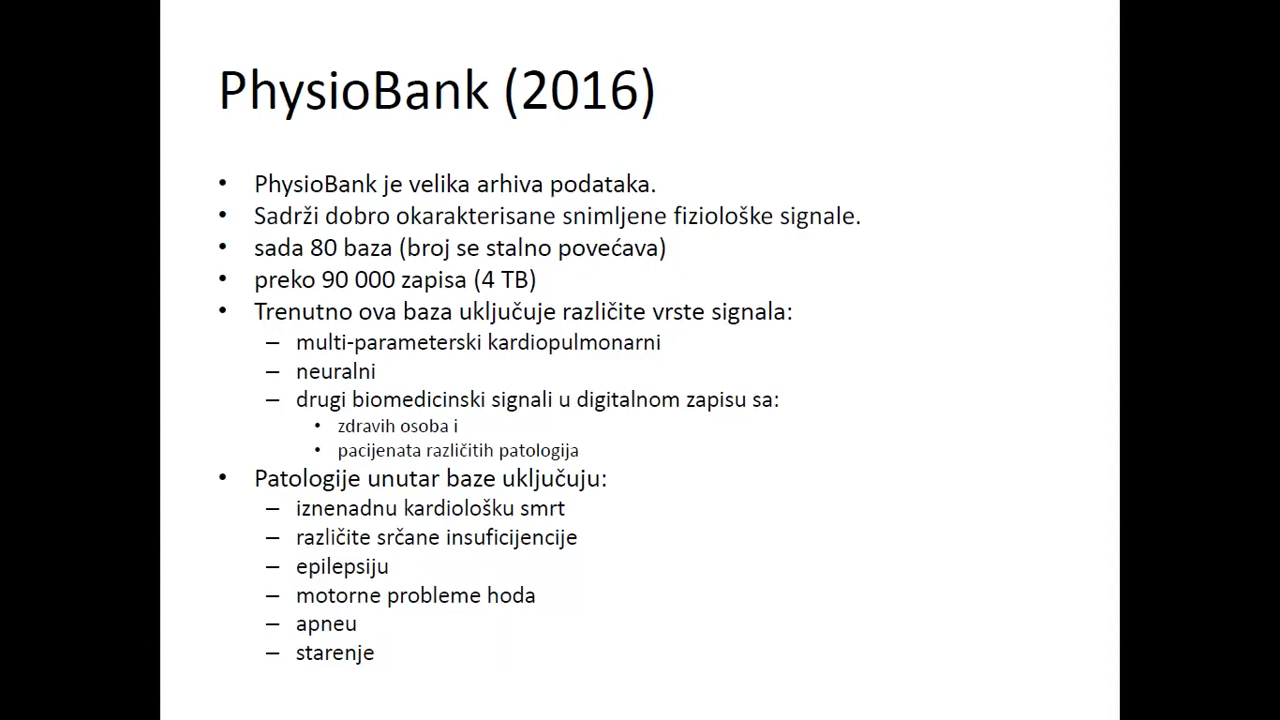 PhysioBank (2016)
• PhysioBank je velika arhiva podataka.
• Sadrži dobro okarakterisane snimljene fiziološke signale.
• sada 80 baza (broj se stalno povećava)
• preko 90 000 zapisa (4 TB)
• Trenutno ova baza uključuje različite vrste signala:
– multi-parameterski kardiopulmonarni
– neuralni
– drugi biomedicinski signali u digitalnom zapisu sa:
• zdravih osoba i
• pacijenata različitih patologija
• Patologije unutar baze uključuju:
– iznenadnu kardiološku smrt
– različite srčane insuficijencije
– epilepsiju
– motorne probleme hoda
– apneu
– starenje